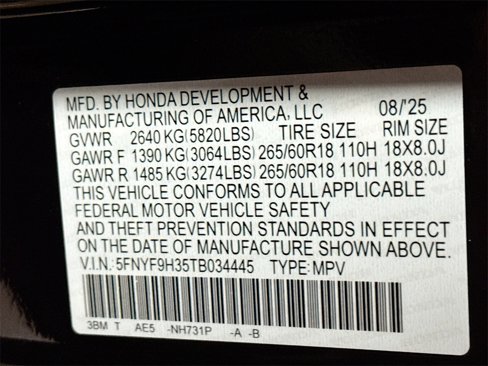 MFD. BY HONDA DEVELOPMENT &
MANUFACTURING OF AMERICA, LLC 08/'25
GVWR 2640 KG(5820LBS) TIRE SIZE RIM SIZE
GAWR F 1390 KG(3064LBS) 265/60R18 110H 18X8.0J
GAWR R 1485 KG(3274LBS) 265/60R18 110H 18X8.0J
THIS VEHICLE CONFORMS TO ALL APPLICABLE
FEDERAL MOTOR VEHICLE SAFETY
AND THEFT PREVENTION STANDARDS IN EFFECT
ON THE DATE OF MANUFACTURE SHOWN ABOVE.
V.I.N.: 5FNYF9H35TB034445 TYPE: MPV
3BM T AE5 -NH731P -A -B